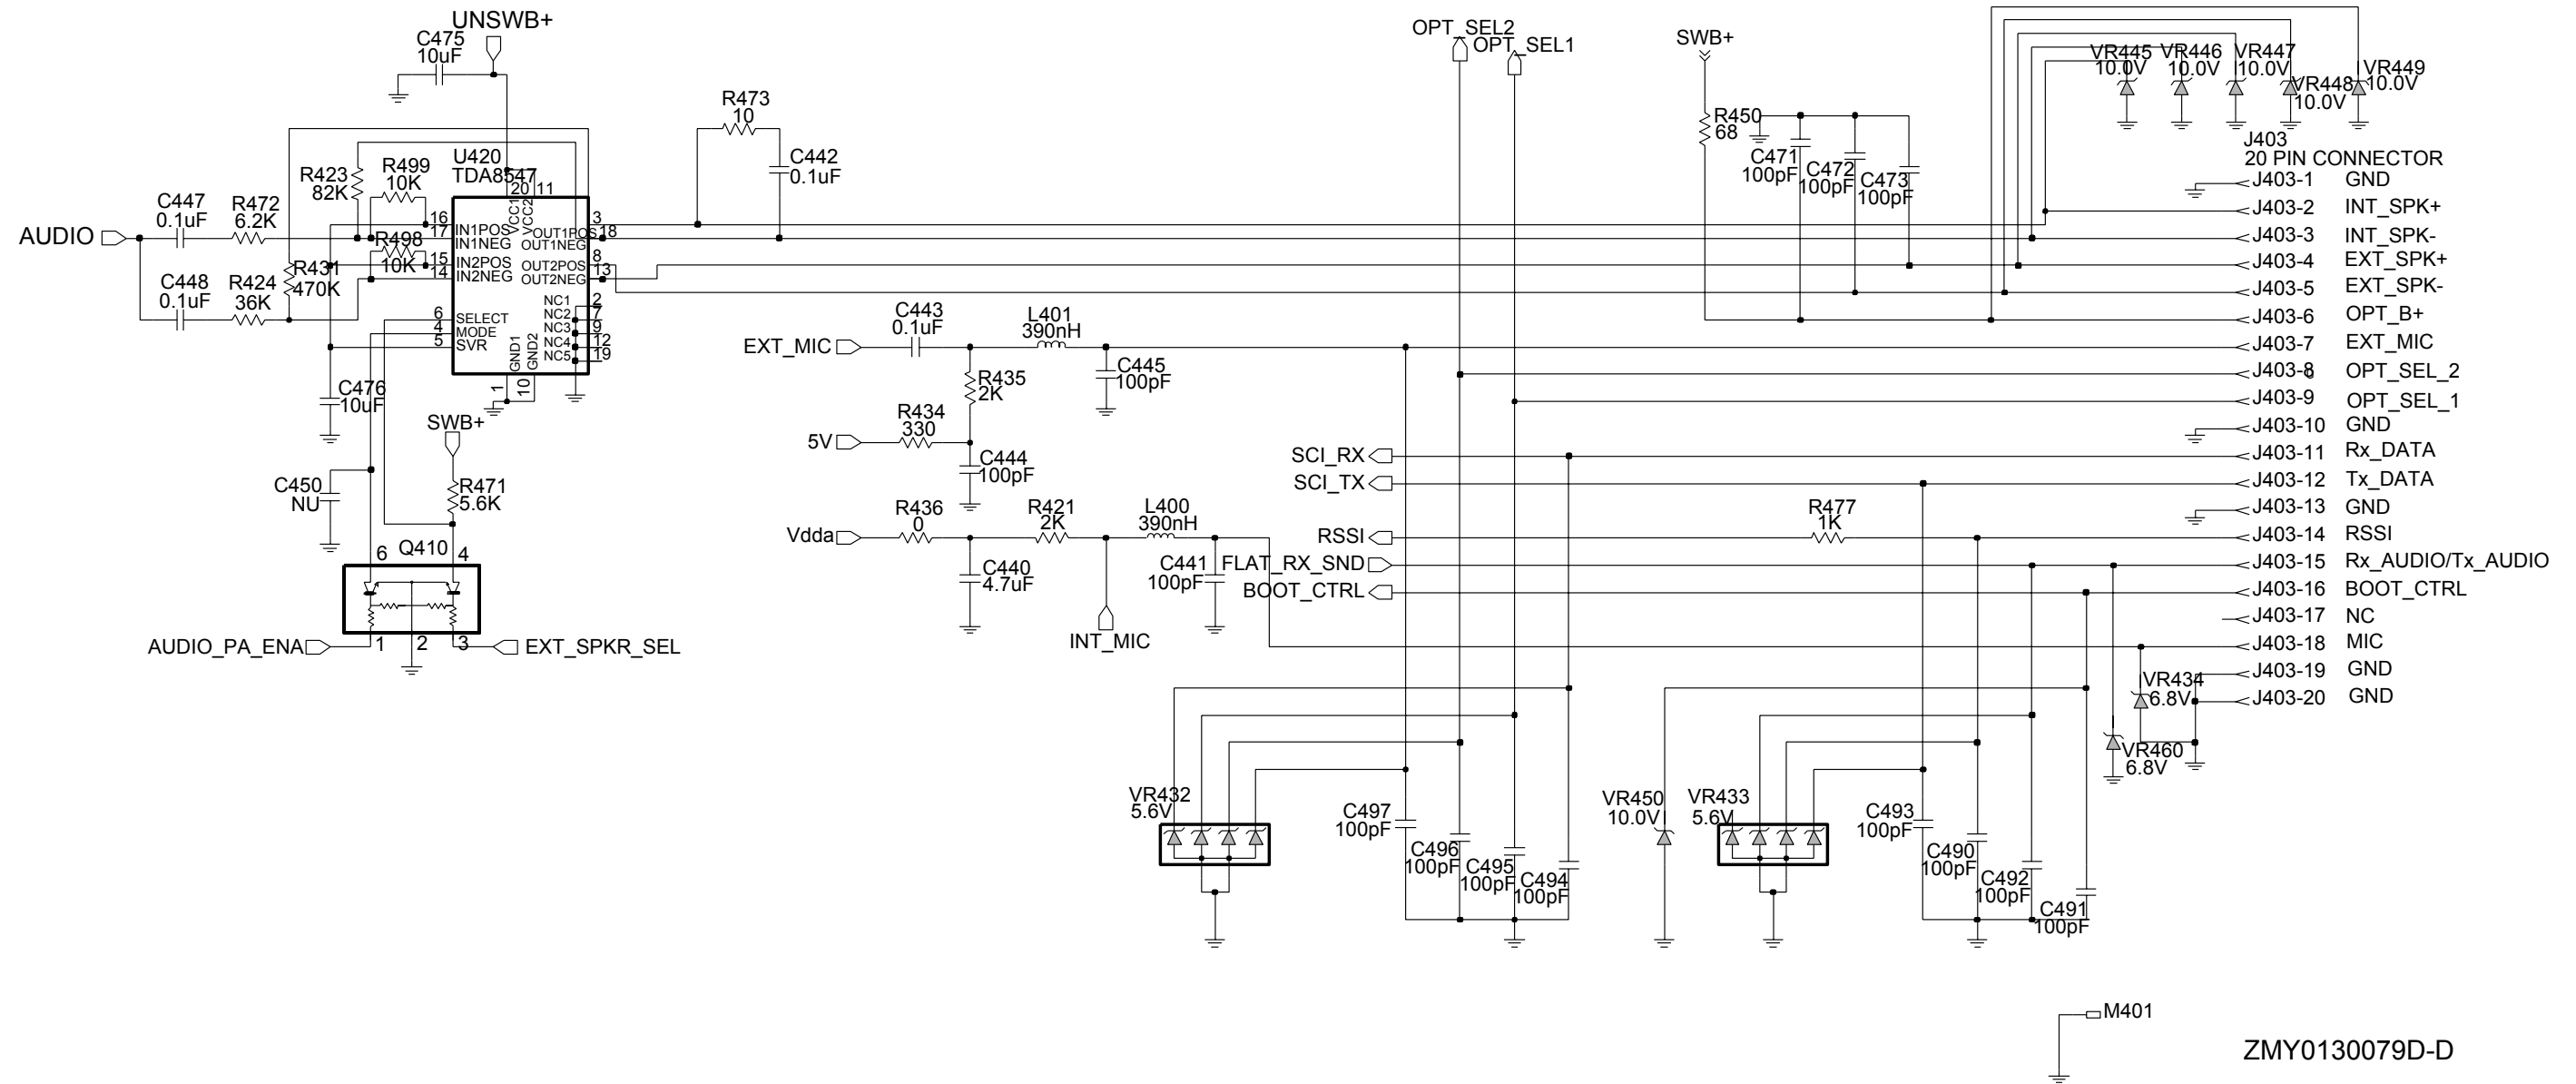 UNSWB+
C475
10uF
R473
10
C442
0.1uF
U420
TDA8547
R499
10K
R423
82K
C447
0.1uF
R472
6.2K
AUDIO
R498
10K
C448
0.1uF
R424
36K
R431
470K
20 11
VCC1
VCC2
16 IN1POS
17 IN1NEG
15 IN2POS
14 IN2NEG
6 SELECT
4 MODE
5 SVR
OUT1POS 3
OUT1NEG 18
OUT2POS 8
OUT2NEG 13
NC1 2
NC2 7
NC3 9
NC4 12
NC5 19
GND1
GND2
1
10
C476
10uF
SWB+
R471
5.6K
C450
NU
6 Q410 4
AUDIO_PA_ENA
1 2 3
EXT_SPKR_SEL
EXT_MIC
C443
0.1uF
L401
390nH
C445
100pF
R435
2K
5V
R434
330
C444
100pF
Vdda
R436
0
R421
2K
L400
390nH
C440
4.7uF
C441
100pF
INT_MIC
OPT_SEL2
OPT_SEL1
SWB+
R450
68
C471
100pF
C472
100pF
C473
100pF
SCI_RX
SCI_TX
RSSI
FLAT_RX_SND
BOOT_CTRL
R477
1K
VR445
10.0V
VR446
10.0V
VR447
10.0V
VR448
10.0V
VR449
10.0V
J403
20 PIN CONNECTOR
J403-1 GND
J403-2 INT_SPK+
J403-3 INT_SPK-
J403-4 EXT_SPK+
J403-5 EXT_SPK-
J403-6 OPT_B+
J403-7 EXT_MIC
J403-8 OPT_SEL_2
J403-9 OPT_SEL_1
J403-10 GND
J403-11 Rx_DATA
J403-12 Tx_DATA
J403-13 GND
J403-14 RSSI
J403-15 Rx_AUDIO/Tx_AUDIO
J403-16 BOOT_CTRL
J403-17 NC
J403-18 MIC
J403-19 GND
J403-20 GND
VR434
6.8V
VR460
6.8V
VR432
5.6V
C497
100pF
C496
100pF
C495
100pF
C494
100pF
VR450
10.0V
VR433
5.6V
C493
100pF
C490
100pF
C492
100pF
C491
100pF
M401
ZMY0130079D-D